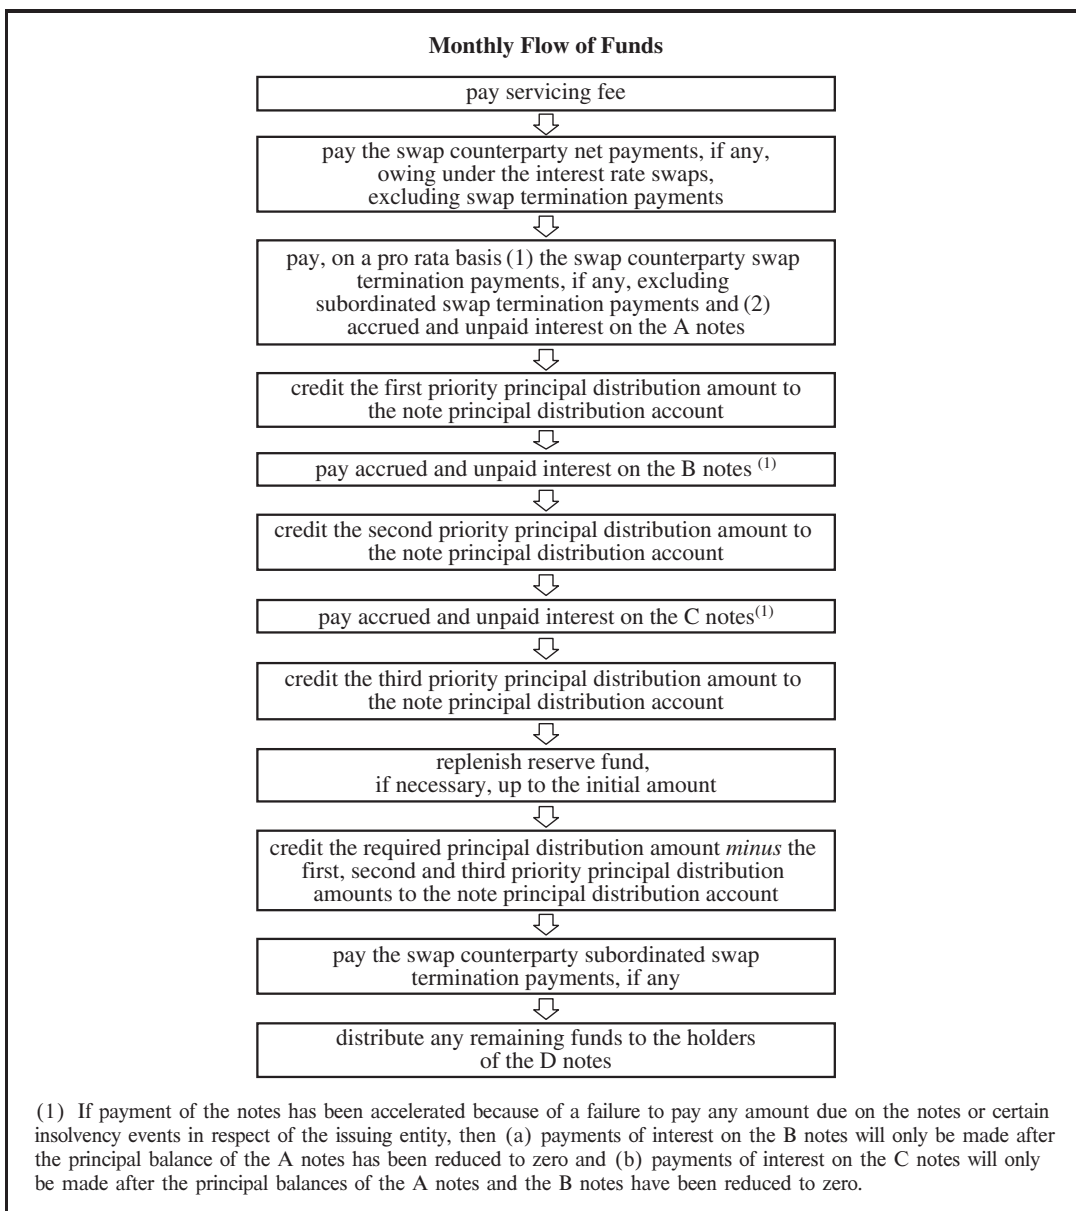 Monthly Flow of Funds
pay servicing fee
pay the swap counterparty net payments, if any,
owing under the interest rate swaps,
excluding swap termination payments
pay, on a pro rata basis (1) the swap counterparty swap
termination payments, if any, excluding
subordinated swap termination payments and (2)
accrued and unpaid interest on the A notes
credit the first priority principal distribution amount to
the note principal distribution account
pay accrued and unpaid interest on the B notes (1)
credit the second priority principal distribution amount to
the note principal distribution account
pay accrued and unpaid interest on the C notes(1)
credit the third priority principal distribution amount to
the note principal distribution account
replenish reserve fund,
if necessary, up to the initial amount
credit the required principal distribution amount minus the
first, second and third priority principal distribution
amounts to the note principal distribution account
pay the swap counterparty subordinated swap
termination payments, if any
distribute any remaining funds to the holders
of the D notes
(1) If payment of the notes has been accelerated because of a failure to pay any amount due on the notes or certain
insolvency events in respect of the issuing entity, then (a) payments of interest on the B notes will only be made after
the principal balance of the A notes has been reduced to zero and (b) payments of interest on the C notes will only
be made after the principal balances of the A notes and the B notes have been reduced to zero.